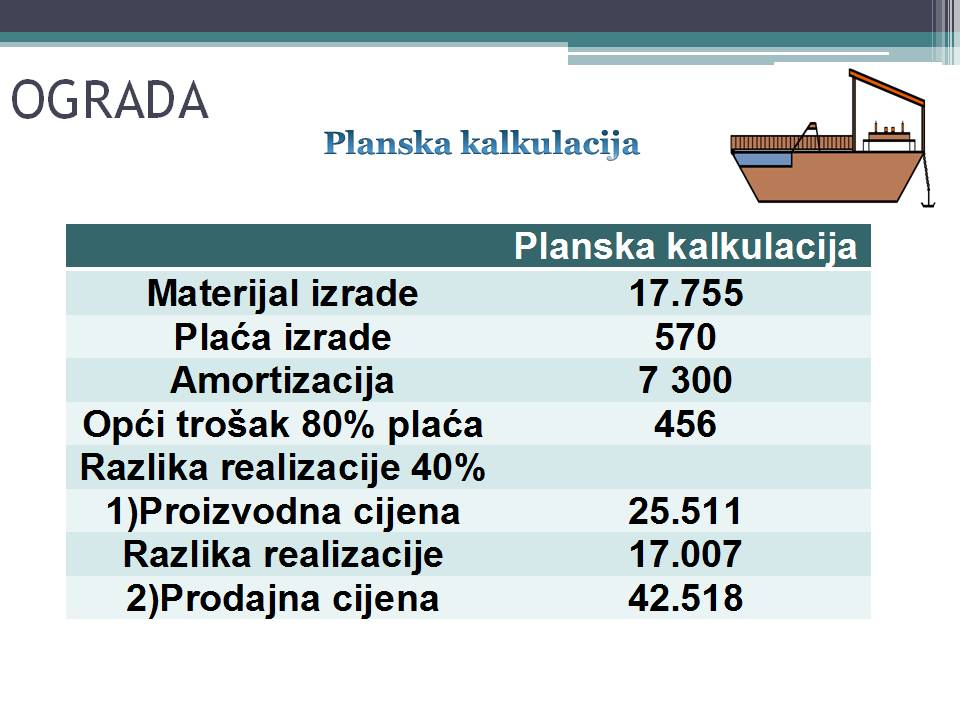 OGRADA
Planska kalkulacija
Planska kalkulacija
Materijal izrade 17.755
Plaća izrade 570
Amortizacija 7 300
Opći trošak 80% plaća 456
Razlika realizacije 40%
1)Proizvodna cijena 25.511
Razlika realizacije 17.007
2)Prodajna cijena 42.518